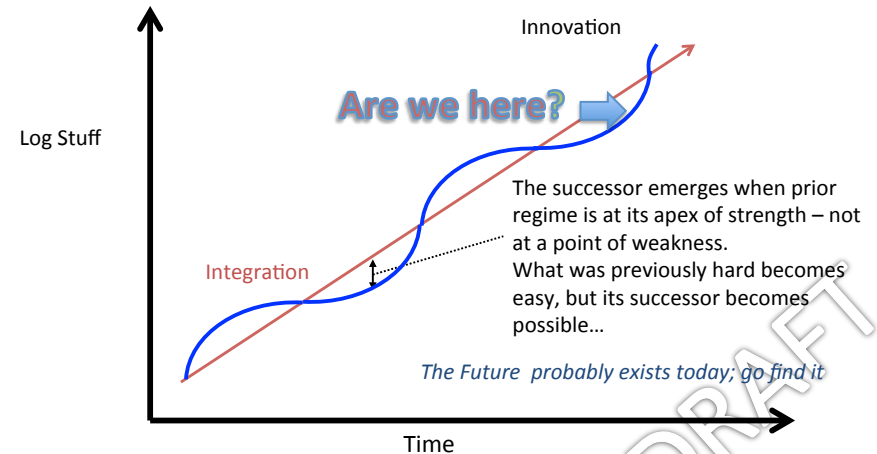 Innovation
Are we here?
Log Stuff
The successor emerges when prior
regime is at its apex of strength – not
at a point of weakness.
What was previously hard becomes
easy, but its successor becomes
possible…
Integration
The Future  probably exists today; go find it
DRAFT
Time